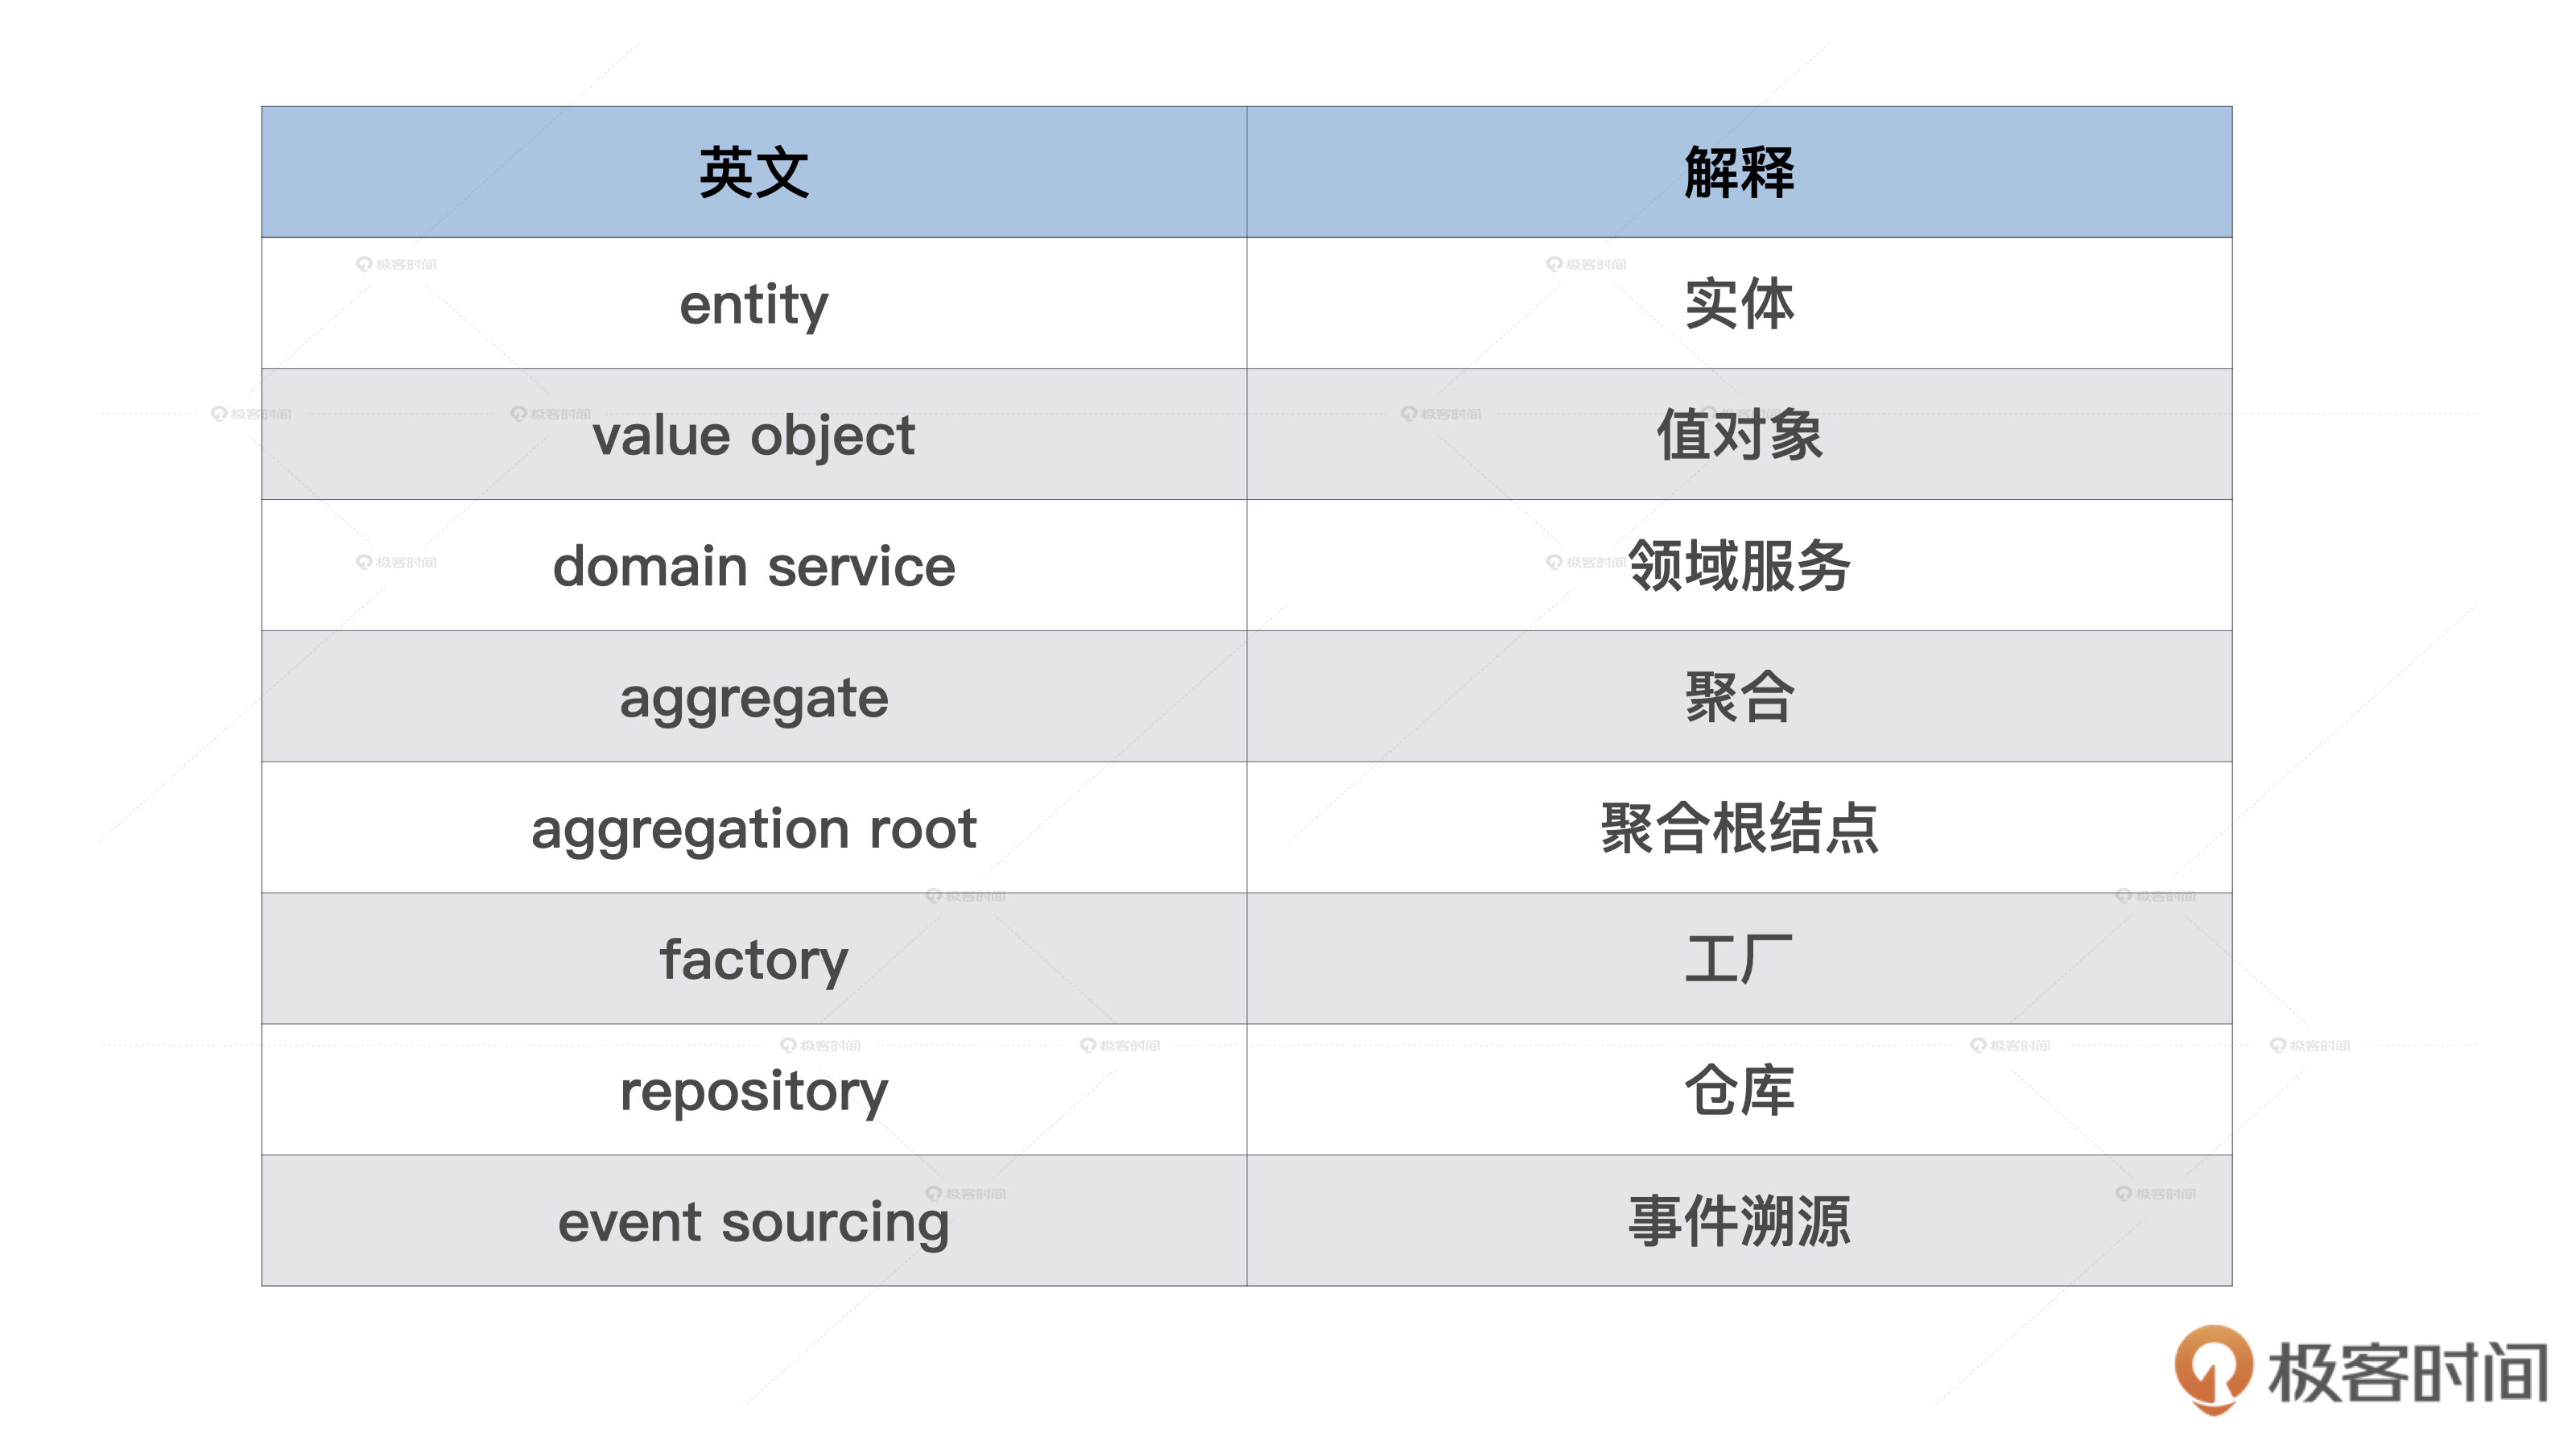 英文 解释
entity 实体
value object 值对象
domain service 领域服务
aggregate 聚合
aggregation root 聚合根结点
factory 工厂
repository 仓库
event sourcing 事件溯源
极客时间